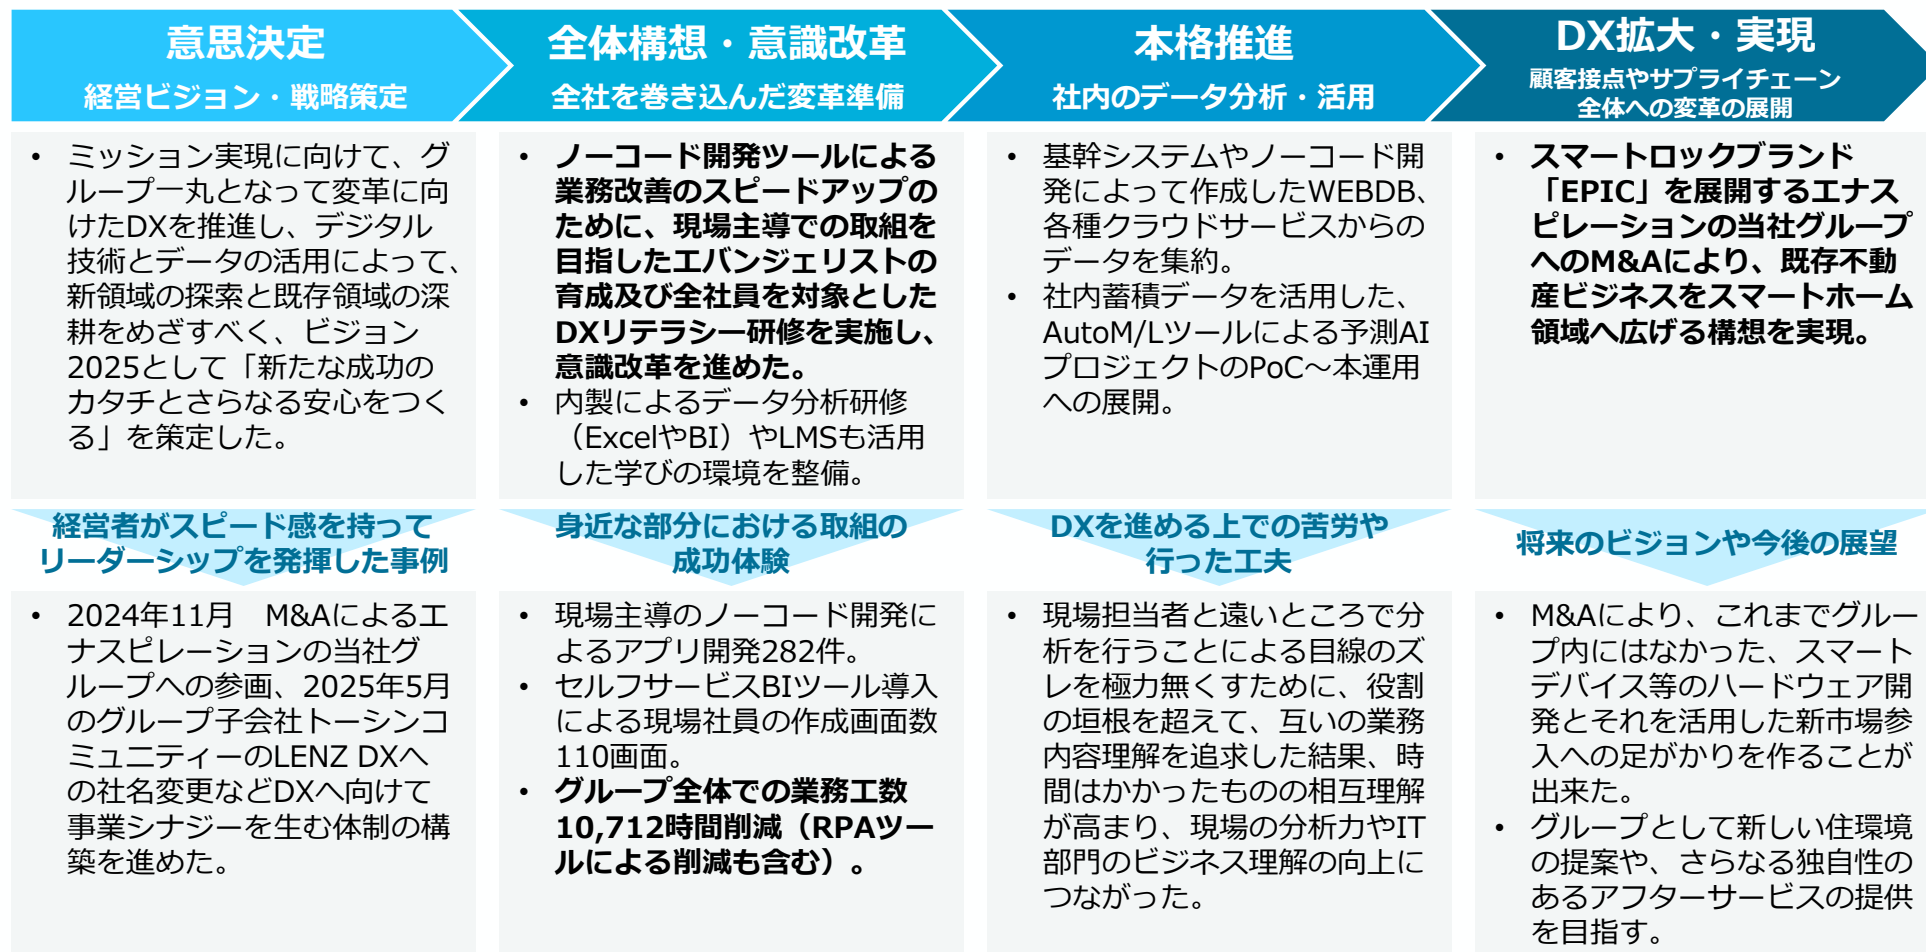 意思決定
経営ビジョン・戦略策定
全体構想・意識改革
全社を巻き込んだ変革準備
本格推進
社内のデータ分析・活用
DX拡大・実現
顧客接点やサプライチェーン
全体への変革の展開
• ミッション実現に向けて、グ
ループ一丸となって変革に向
けたDXを推進し、デジタル
技術とデータの活用によって、
新領域の探索と既存領域の深
耕をめざすべく、ビジョン
2025として「新たな成功の
カタチとさらなる安心をつく
る」を策定した。
• ノーコード開発ツールによる
業務改善のスピードアップの
ために、現場主導での取組を
目指したエバンジェリストの
育成及び全社員を対象とした
DXリテラシー研修を実施し、
意識改革を進めた。
• 内製によるデータ分析研修
（ExcelやBI）やLMSも活用
した学びの環境を整備。
• 基幹システムやノーコード開
発によって作成したWEBDB、
各種クラウドサービスからの
データを集約。
• 社内蓄積データを活用した、
AutoM/Lツールによる予測AI
プロジェクトのPoC～本運用
への展開。
• スマートロックブランド
「EPIC」を展開するエナス
ピレーションの当社グループ
へのM&Aにより、既存不動
産ビジネスをスマートホーム
領域へ広げる構想を実現。
経営者がスピード感を持って
リーダーシップを発揮した事例
身近な部分における取組の
成功体験
DXを進める上での苦労や
行った工夫
将来のビジョンや今後の展望
• 2024年11月　M&Aによるエ
ナスピレーションの当社グ
ループへの参画、2025年5月
のグループ子会社トーシンコ
ミュニティーのLENZ DXへ
の社名変更などDXへ向けて
事業シナジーを生む体制の構
築を進めた。
• 現場主導のノーコード開発に
よるアプリ開発282件。
• セルフサービスBIツール導入
による現場社員の作成画面数
110画面。
• グループ全体での業務工数
10,712時間削減（RPAツー
ルによる削減も含む）。
• 現場担当者と遠いところで分
析を行うことによる目線のズ
レを極力無くすために、役割
の垣根を超えて、互いの業務
内容理解を追求した結果、時
間はかかったものの相互理解
が高まり、現場の分析力やIT
部門のビジネス理解の向上に
つながった。
• M&Aにより、これまでグルー
プ内にはなかった、スマート
デバイス等のハードウェア開
発とそれを活用した新市場参
入への足がかりを作ることが
出来た。
• グループとして新しい住環境
の提案や、さらなる独自性の
あるアフターサービスの提供
を目指す。